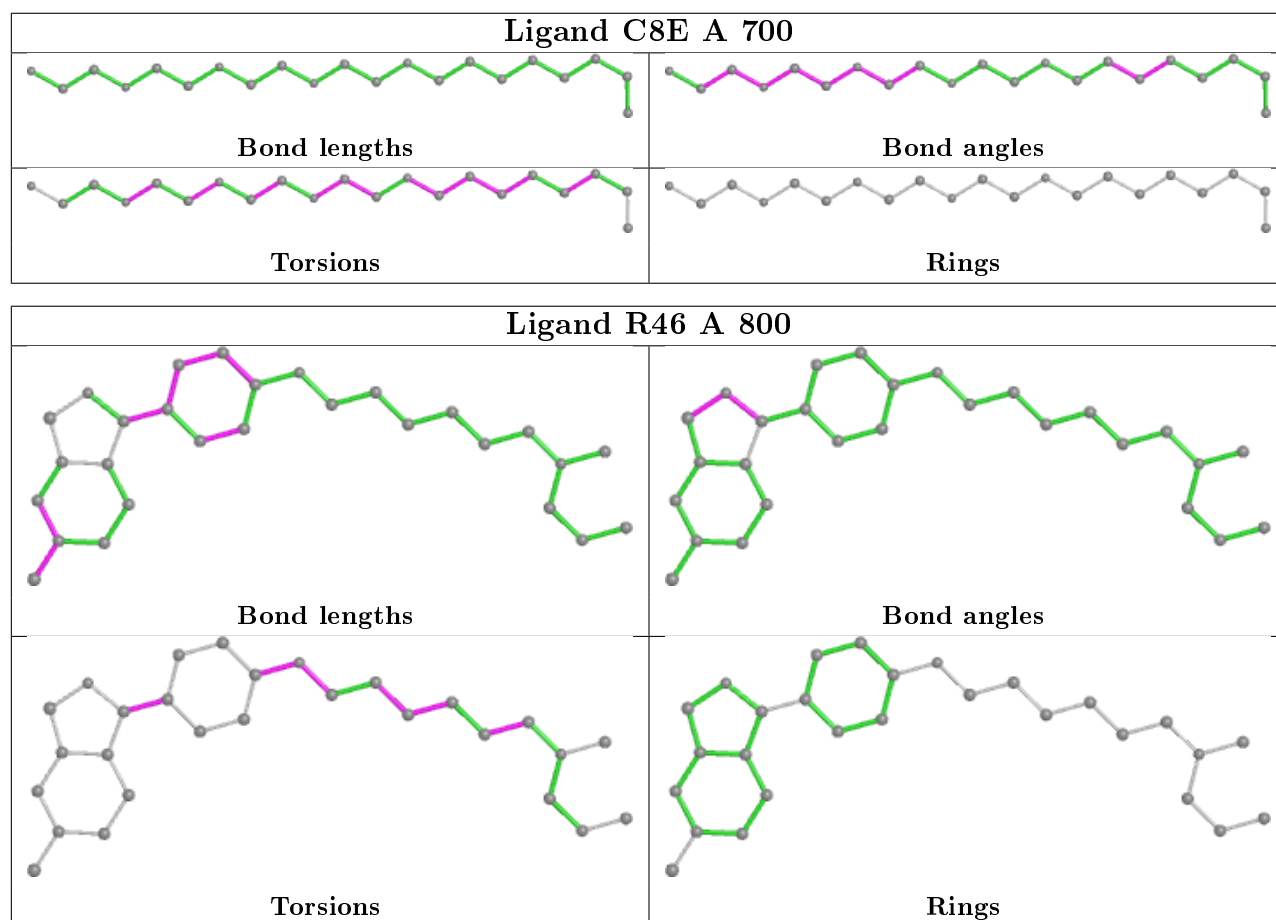 Ligand C8E A 700
Bond lengths
Bond angles
Torsions
Rings
Ligand R46 A 800
Bond lengths
Bond angles
Torsions
Rings